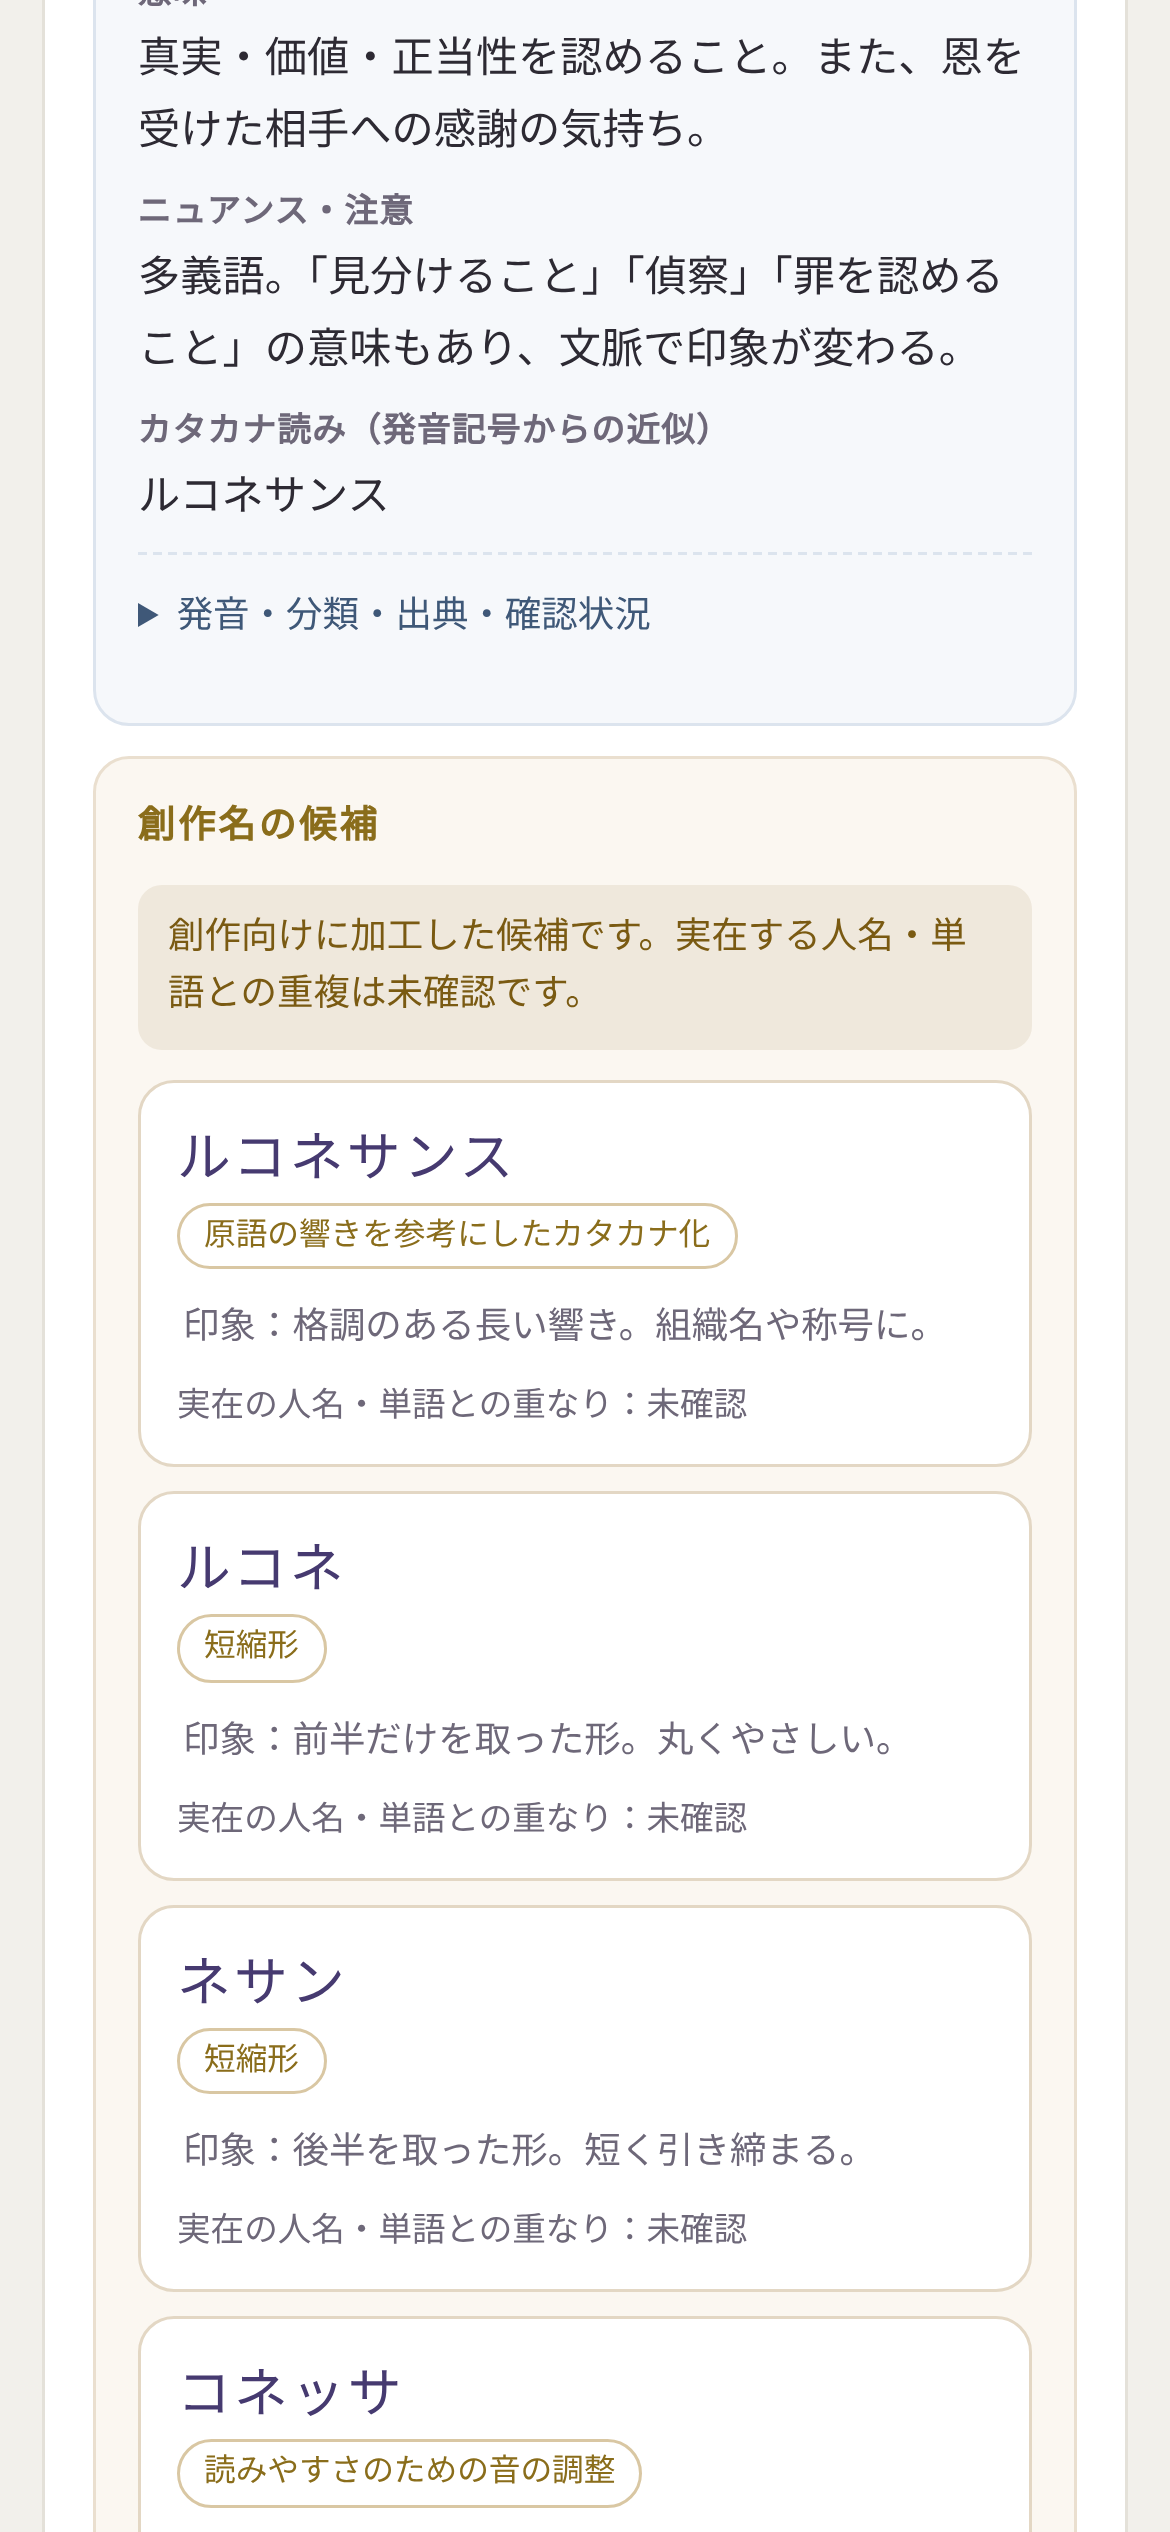 真実・価値・正当性を認めること。また、恩を
受けた相手への感謝の気持ち。
ニュアンス・注意
多義語。「見分けること」「偵察」「罪を認める
こと」の意味もあり、文脈で印象が変わる。
カタカナ読み（発音記号からの近似）
ルコネサンス
▶ 発音・分類・出典・確認状況
創作名の候補
創作向けに加工した候補です。実在する人名・単
語との重複は未確認です。
ルコネサンス
原語の響きを参考にしたカタカナ化
印象：格調のある長い響き。組織名や称号に。
実在の人名・単語との重なり：未確認
ルコネ
短縮形
印象：前半だけを取った形。丸くやさしい。
実在の人名・単語との重なり：未確認
ネサン
短縮形
印象：後半を取った形。短く引き締まる。
実在の人名・単語との重なり：未確認
コネッサ
読みやすさのための音の調整